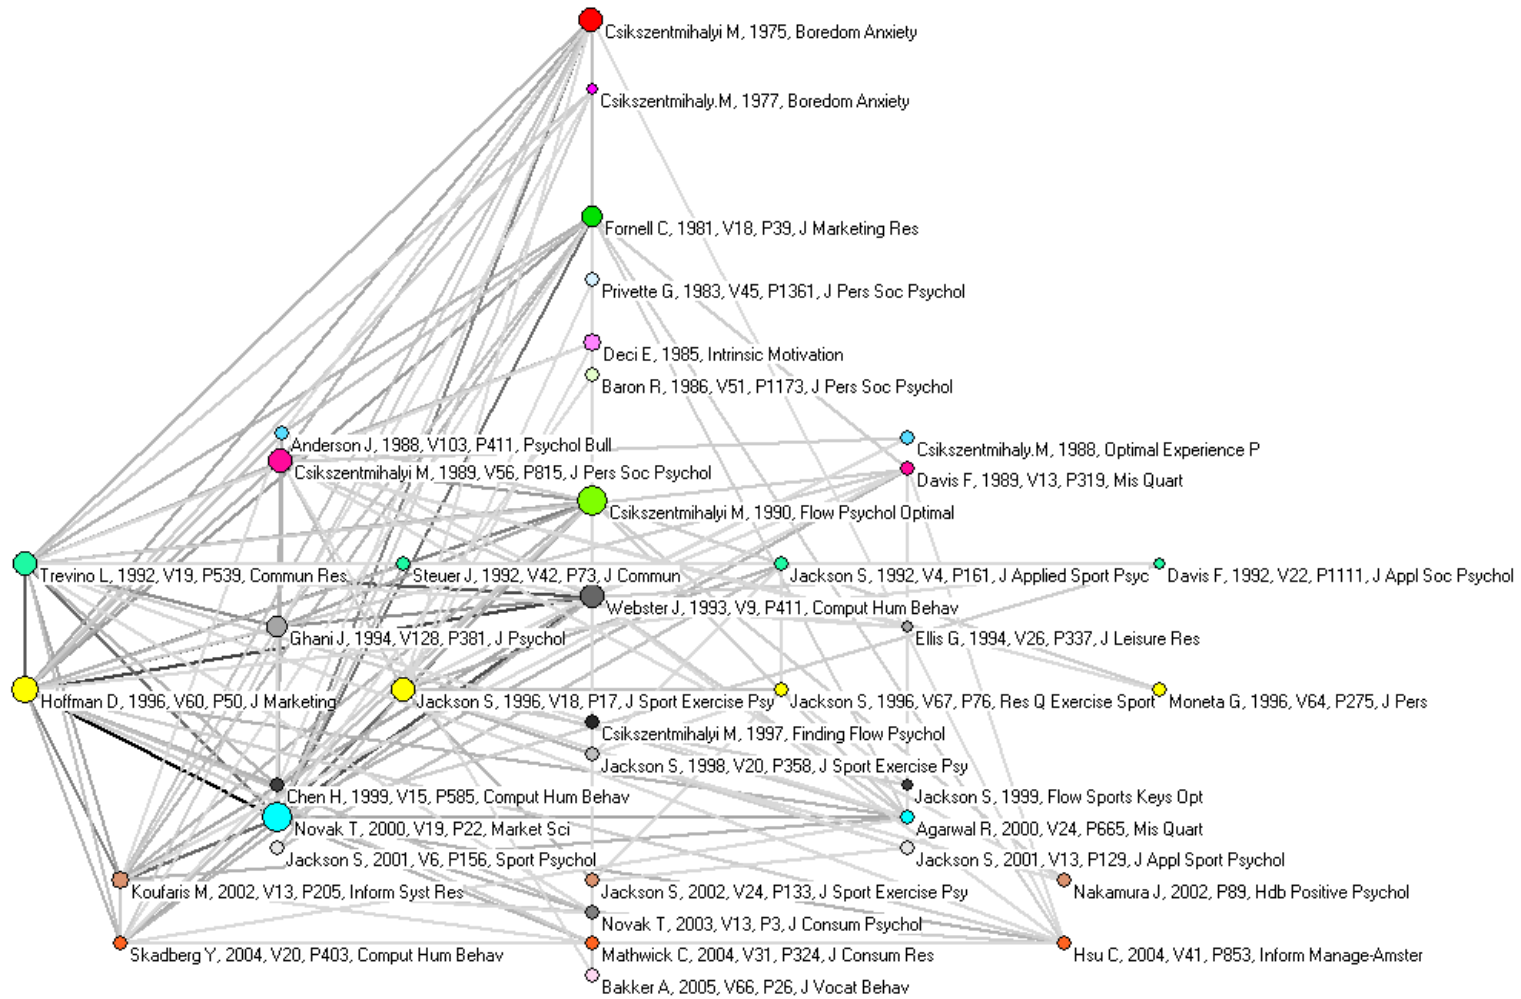 Csikszentmihalyi M, 1975, Boredom Anxiety
Csikszentmihaly.M, 1977, Boredom Anxiety
Fornell C, 1981, V18, P39, J Marketing Res
Privette G, 1983, V45, P1361, J Pers Soc Psychol
Deci E, 1985, Intrinsic Motivation
Baron R, 1986, V51, P1173, J Pers Soc Psychol
Anderson J, 1988, V103, P411, Psychol Bull
Csikszentmihaly.M, 1988, Optimal Experience P
Csikszentmihalyi M, 1989, V56, P815, J Pers Soc Psychol
Davis F, 1989, V13, P319, Mis Quart
Csikszentmihalyi M, 1990, Flow Psychol Optimal
Trevino L, 1992, V19, P539, Commun Res
Steuer J, 1992, V42, P73, J Commun
Jackson S, 1992, V4, P161, J Applied Sport Psyc
Davis F, 1992, V22, P1111, J Appl Soc Psychol
Webster J, 1993, V9, P411, Comput Hum Behav
Ghani J, 1994, V128, P381, J Psychol
Ellis G, 1994, V26, P337, J Leisure Res
Hoffman D, 1996, V60, P50, J Marketing
Jackson S, 1996, V18, P17, J Sport Exercise Psy
Jackson S, 1996, V67, P76, Res Q Exercise Sport
Moneta G, 1996, V64, P275, J Pers
Csikszentmihalyi M, 1997, Finding Flow Psychol
Jackson S, 1998, V20, P358, J Sport Exercise Psy
Chen H, 1999, V15, P585, Comput Hum Behav
Jackson S, 1999, Flow Sports Keys Opt
Novak T, 2000, V19, P22, Market Sci
Agarwal R, 2000, V24, P665, Mis Quart
Jackson S, 2001, V6, P156, Sport Psychol
Jackson S, 2001, V13, P129, J Appl Sport Psychol
Koufaris M, 2002, V13, P205, Inform Syst Res
Jackson S, 2002, V24, P133, J Sport Exercise Psy
Nakamura J, 2002, P89, Hdb Positive Psychol
Novak T, 2003, V13, P3, J Consum Psychol
Skadberg Y, 2004, V20, P403, Comput Hum Behav
Mathwick C, 2004, V31, P324, J Consum Res
Hsu C, 2004, V41, P853, Inform Manage-Amster
Bakker A, 2005, V66, P26, J Vocat Behav